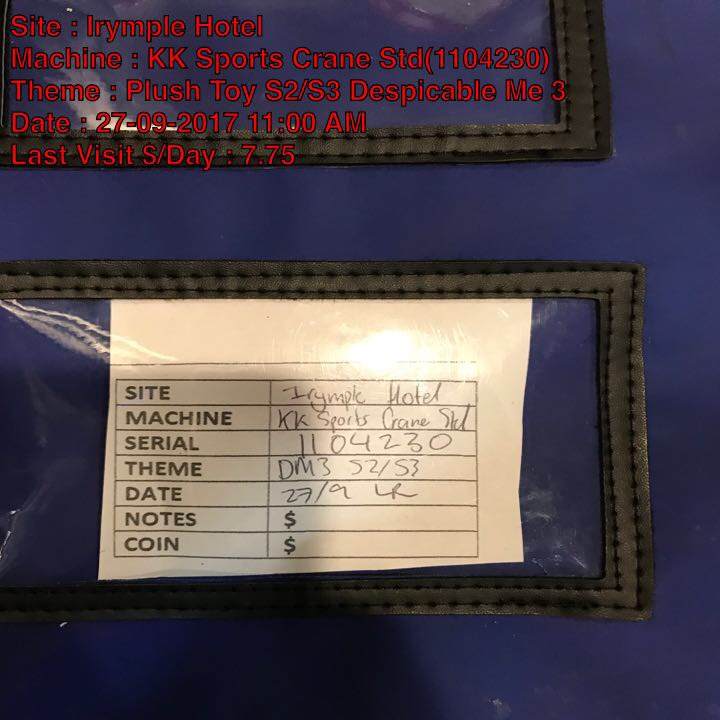 Site : Irymple Hotel
Machine : KK Sports Crane Std(1104230)
Theme : Plush Toy S2/S3 Despicable Me 3
Date : 27-09-2017 11:00 AM
Last Visit $/Day : 7.75
SITE Irymple Hotel
MACHINE KK Sports Crane Std
SERIAL 1104230
THEME DM3 S2/S3
DATE 27/9 LR
NOTES $
COIN $